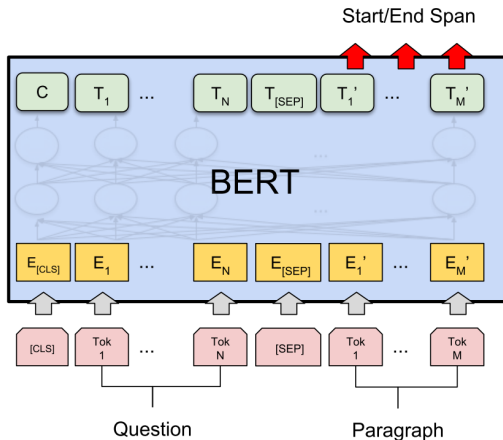 Start/End Span
C T1 ... TN T[SEP] T1' ... TM'
BERT
E[CLS] E1 ... EN E[SEP] E1' ... EM'
[CLS] Tok 1 ... Tok N [SEP] Tok 1 ... Tok M
Question Paragraph